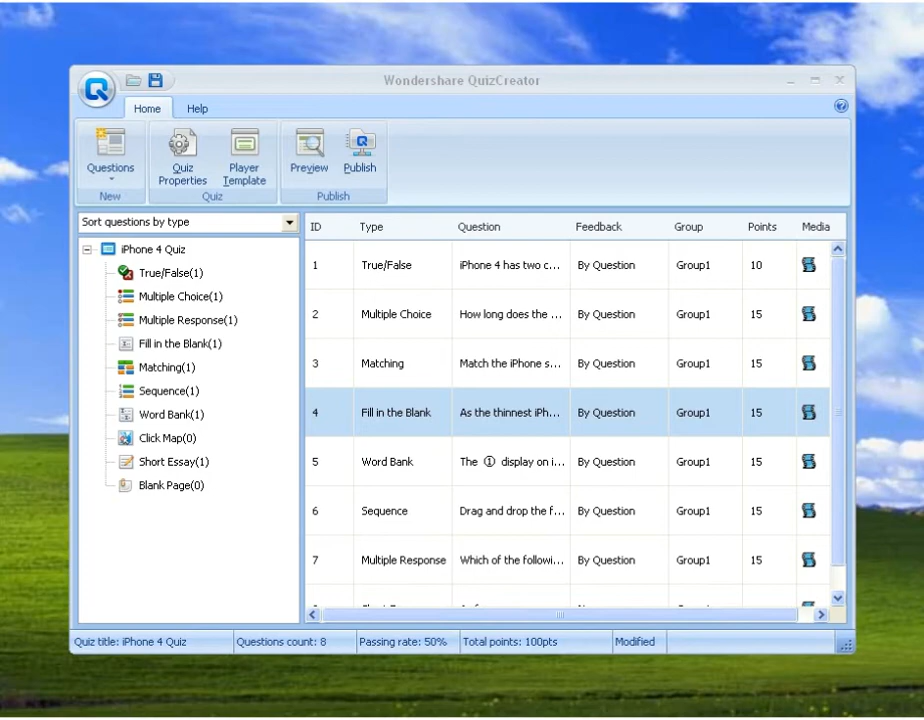 Wondershare QuizCreator
Home Help
Questions Quiz Properties Player Template Preview Publish
New Quiz Publish
Sort questions by type
iPhone 4 Quiz
True/False(1)
Multiple Choice(1)
Multiple Response(1)
Fill in the Blank(1)
Matching(1)
Sequence(1)
Word Bank(1)
Click Map(0)
Short Essay(1)
Blank Page(0)
ID Type Question Feedback Group Points Media
1 True/False iPhone 4 has two c... By Question Group1 10
2 Multiple Choice How long does the ... By Question Group1 15
3 Matching Match the iPhone s... By Question Group1 15
4 Fill in the Blank As the thinnest iPh... By Question Group1 15
5 Word Bank The ① display on i... By Question Group1 15
6 Sequence Drag and drop the f... By Question Group1 15
7 Multiple Response Which of the followi... By Question Group1 15
Quiz title: iPhone 4 Quiz Questions count: 8 Passing rate: 50% Total points: 100pts Modified